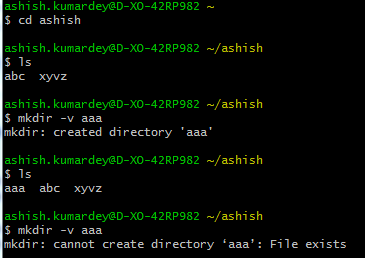 ashish.kumardey@D-XO-42RP982 ~
$ cd ashish
ashish.kumardey@D-XO-42RP982 ~/ashish
$ ls
abc  xyvz
ashish.kumardey@D-XO-42RP982 ~/ashish
$ mkdir -v aaa
mkdir: created directory 'aaa'
ashish.kumardey@D-XO-42RP982 ~/ashish
$ ls
aaa  abc  xyvz
ashish.kumardey@D-XO-42RP982 ~/ashish
$ mkdir -v aaa
mkdir: cannot create directory ‘aaa’: File exists